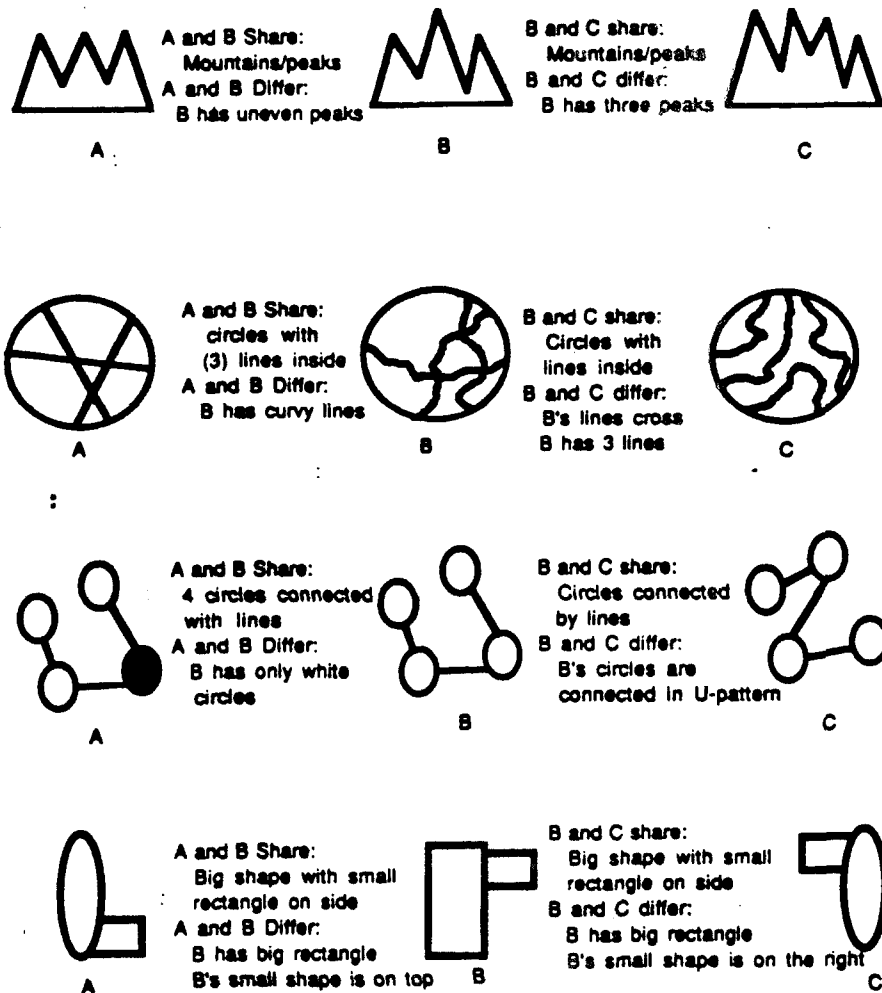 A and B Share:
Mountains/peaks
A and B Differ:
B has uneven peaks
B and C share:
Mountains/peaks
B and C differ:
B has three peaks
A
B
C
A and B Share:
circles with
(3) lines inside
A and B Differ:
B has curvy lines
B and C share:
Circles with
lines inside
B and C differ:
B's lines cross
B has 3 lines
A
B
C
A and B Share:
4 circles connected
with lines
A and B Differ:
B has only white
circles
B and C share:
Circles connected
by lines
B and C differ:
B's circles are
connected in U-pattern
A
B
C
A and B Share:
Big shape with small
rectangle on side
A and B Differ:
B has big rectangle
B's small shape is on top
B and C share:
Big shape with small
rectangle on side
B and C differ:
B has big rectangle
B's small shape is on the right
A
B
C